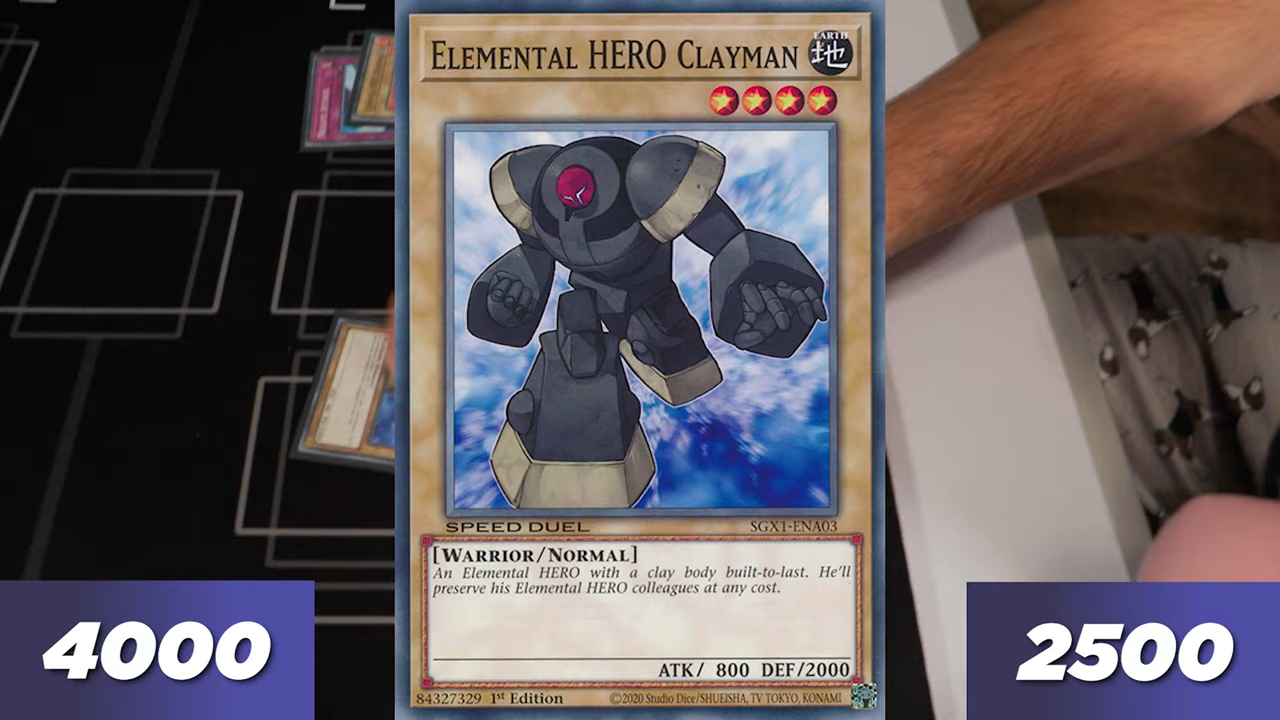 ELEMENTAL HERO CLAYMAN
EARTH
地
SPEED DUEL
SGX1-ENA03
[WARRIOR/NORMAL]
An Elemental HERO with a clay body built-to-last. He'll
preserve his Elemental HERO colleagues at any cost.
ATK/ 800 DEF/2000
84327329 1st Edition ©2020 Studio Dice/SHUEISHA, TV TOKYO, KONAMI
4000
2500